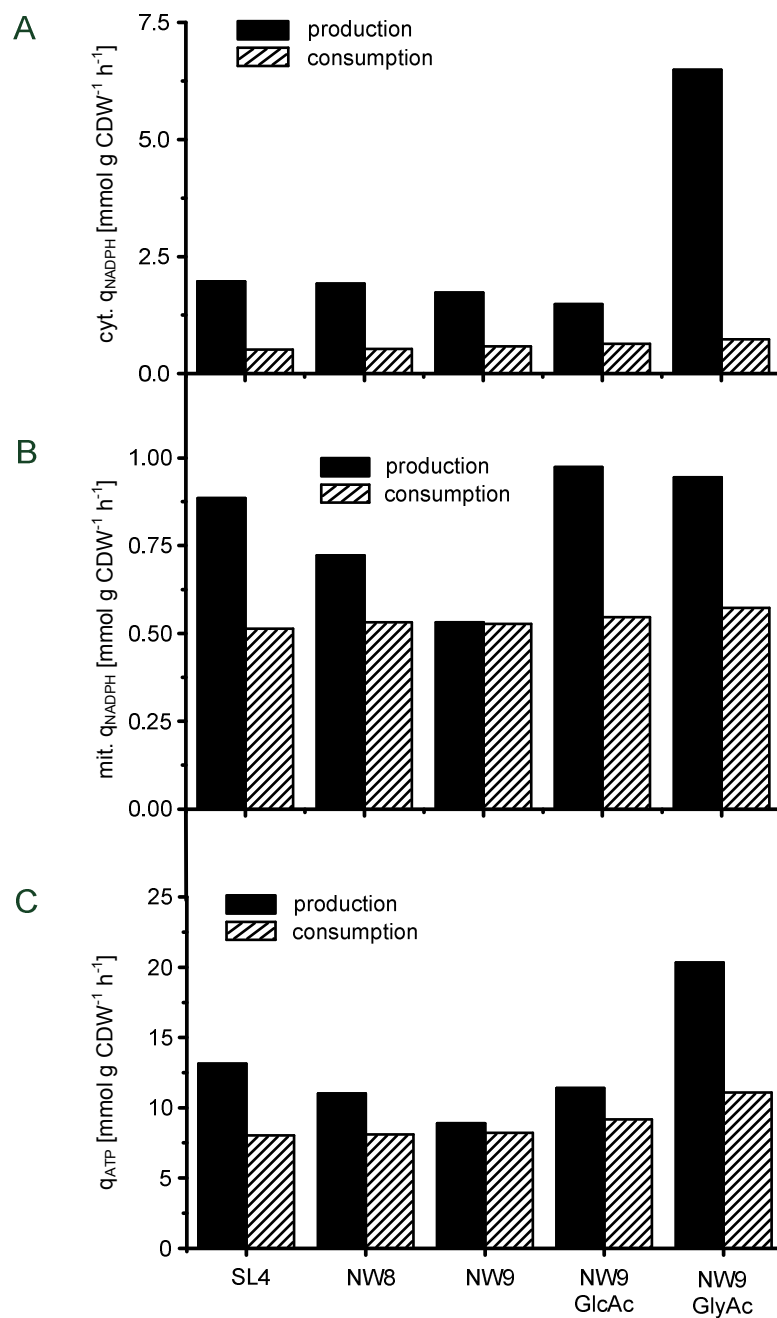 A
7.5
production
consumption
5.0
2.5
0.0
cyt. qNADPH [mmol g CDW-1 h-1]
B
1.00
production
consumption
0.75
0.50
0.25
0.00
mit. qNADPH [mmol g CDW-1 h-1]
C
25
production
consumption
20
15
10
5
0
qATP [mmol g CDW-1 h-1]
SL4
NW8
NW9
NW9
GlcAc
NW9
GlyAc